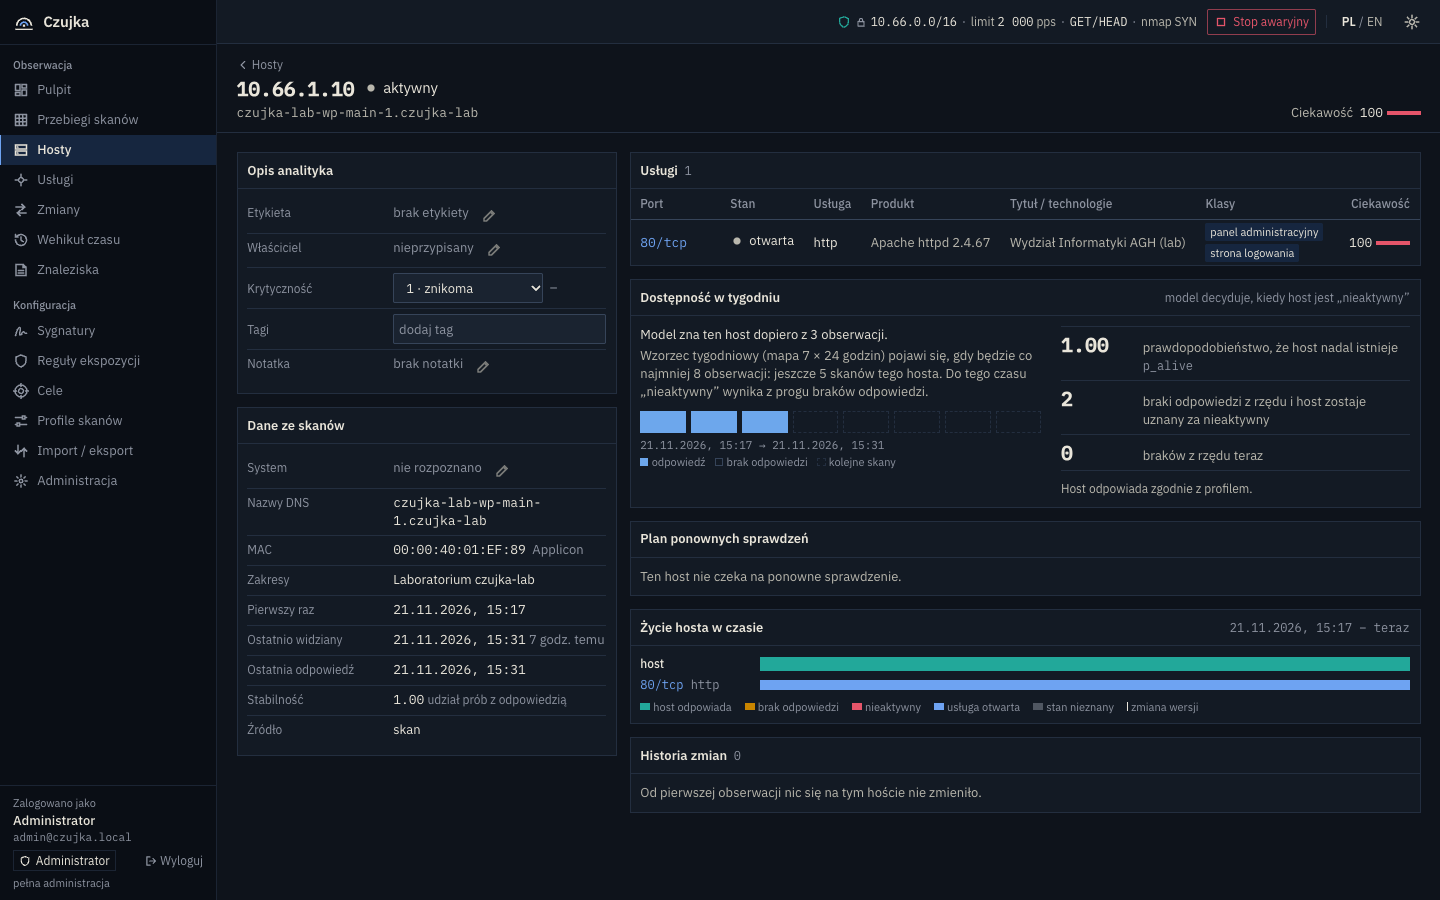 Czujka
10.66.0.0/16 · limit 2 000 pps · GET/HEAD · nmap SYN
Stop awaryjny
PL / EN
Obserwacja
Pulpit
Przebiegi skanów
Hosty
Usługi
Zmiany
Wehikuł czasu
Znaleziska
Konfiguracja
Sygnatury
Reguły ekspozycji
Cele
Profile skanów
Import / eksport
Administracja
Zalogowano jako
Administrator
admin@czujka.local
Administrator
Wyloguj
pełna administracja
Hosty
10.66.1.10 aktywny
czujka-lab-wp-main-1.czujka-lab
Ciekawość 100
Opis analityka
Etykieta brak etykiety
Właściciel nieprzypisany
Krytyczność 1 · znikoma –
Tagi dodaj tag
Notatka brak notatki
Dane ze skanów
System nie rozpoznano
Nazwy DNS czujka-lab-wp-main-
1.czujka-lab
MAC 00:00:40:01:EF:89 Applicon
Zakresy Laboratorium czujka-lab
Pierwszy raz 21.11.2026, 15:17
Ostatnio widziany 21.11.2026, 15:31 7 godz. temu
Ostatnia odpowiedź 21.11.2026, 15:31
Stabilność 1.00 udział prób z odpowiedzią
Źródło skan
Usługi 1
Port Stan Usługa Produkt Tytuł / technologie Klasy Ciekawość
80/tcp otwarta http Apache httpd 2.4.67 Wydział Informatyki AGH (lab) panel administracyjny 100
strona logowania
Dostępność w tygodniu
model decyduje, kiedy host jest „nieaktywny”
Model zna ten host dopiero z 3 obserwacji.
Wzorzec tygodniowy (mapa 7 × 24 godzin) pojawi się, gdy będzie co
najmniej 8 obserwacji: jeszcze 5 skanów tego hosta. Do tego czasu
„nieaktywny” wynika z progu braków odpowiedzi.
21.11.2026, 15:17 → 21.11.2026, 15:31
odpowiedź brak odpowiedzi kolejne skany
1.00 prawdopodobieństwo, że host nadal istnieje
p_alive
2 braki odpowiedzi z rzędu i host zostaje
uznany za nieaktywny
0 braków z rzędu teraz
Host odpowiada zgodnie z profilem.
Plan ponownych sprawdzeń
Ten host nie czeka na ponowne sprawdzenie.
Życie hosta w czasie
21.11.2026, 15:17 – teraz
host
80/tcp http
host odpowiada brak odpowiedzi nieaktywny usługa otwarta stan nieznany zmiana wersji
Historia zmian 0
Od pierwszej obserwacji nic się na tym hoście nie zmieniło.